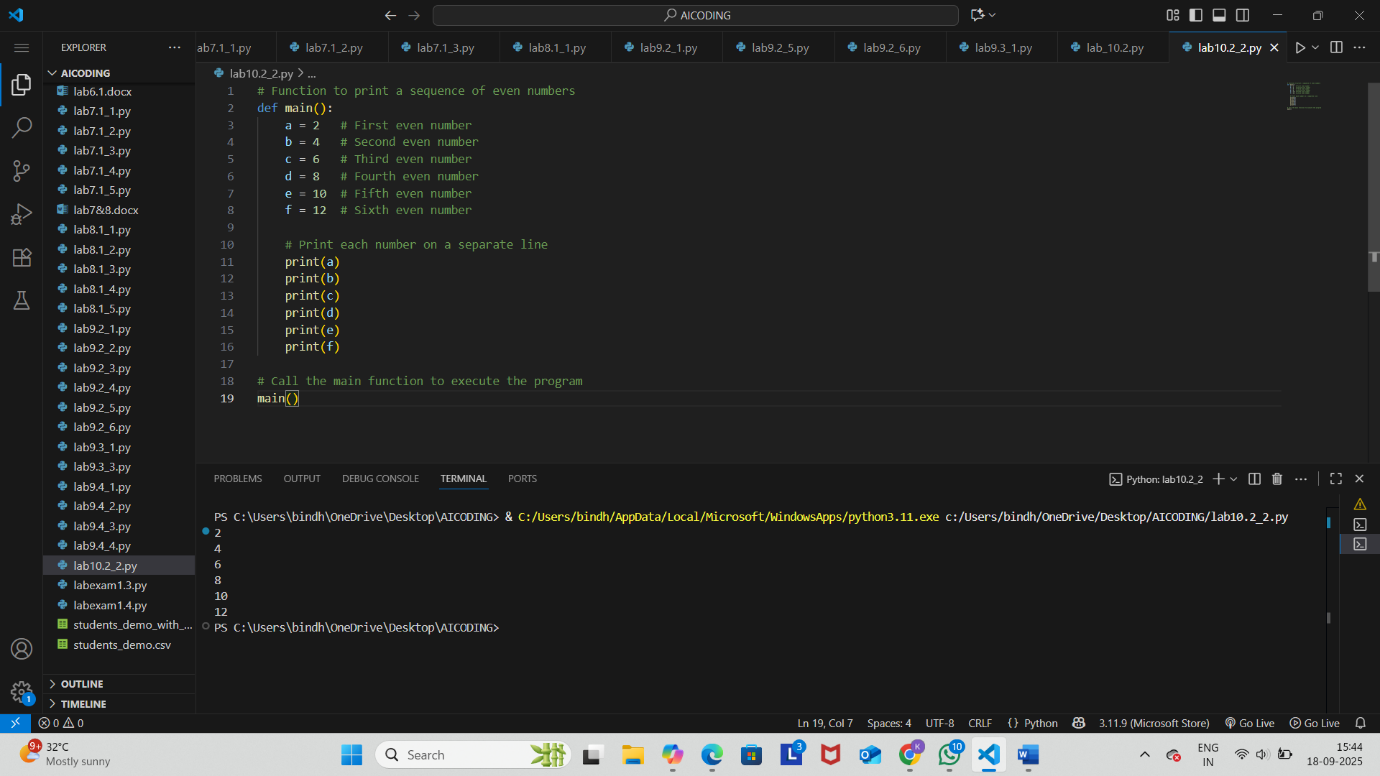 AICODING
EXPLORER
ab7.1_1.py
lab7.1_2.py
lab7.1_3.py
lab8.1_1.py
lab9.2_1.py
lab9.2_5.py
lab9.2_6.py
lab9.3_1.py
lab_10.2.py
lab10.2_2.py
AICODING
lab6.1.docx
lab7.1_1.py
lab7.1_2.py
lab7.1_3.py
lab7.1_4.py
lab7.1_5.py
lab7&8.docx
lab8.1_1.py
lab8.1_2.py
lab8.1_3.py
lab8.1_4.py
lab8.1_5.py
lab9.2_1.py
lab9.2_2.py
lab9.2_3.py
lab9.2_4.py
lab9.2_5.py
lab9.2_6.py
lab9.3_1.py
lab9.3_3.py
lab9.4_1.py
lab9.4_2.py
lab9.4_3.py
lab9.4_4.py
lab10.2_2.py
labexam1.3.py
labexam1.4.py
students_demo_with_...
students_demo.csv
OUTLINE
TIMELINE
1
lab10.2_2.py > ...
1 # Function to print a sequence of even numbers
2 def main():
3 a = 2 # First even number
4 b = 4 # Second even number
5 c = 6 # Third even number
6 d = 8 # Fourth even number
7 e = 10 # Fifth even number
8 f = 12 # Sixth even number
9
10 # Print each number on a separate line
11 print(a)
12 print(b)
13 print(c)
14 print(d)
15 print(e)
16 print(f)
17
18 # Call the main function to execute the program
19 main()
PROBLEMS OUTPUT DEBUG CONSOLE TERMINAL PORTS
Python: lab10.2_2
PS C:\Users\bindh\OneDrive\Desktop\AICODING> & C:/Users/bindh/AppData/Local/Microsoft/WindowsApps/python3.11.exe c:/Users/bindh/OneDrive/Desktop/AICODING/lab10.2_2.py
2
4
6
8
10
12
PS C:\Users\bindh\OneDrive\Desktop\AICODING>
0 0 Ln 19, Col 7 Spaces: 4 UTF-8 CRLF {} Python 3.11.9 (Microsoft Store) Go Live Go Live
9+
32°C
Mostly sunny
Search
L
3
K
10
W
ENG
IN
15:44
18-09-2025